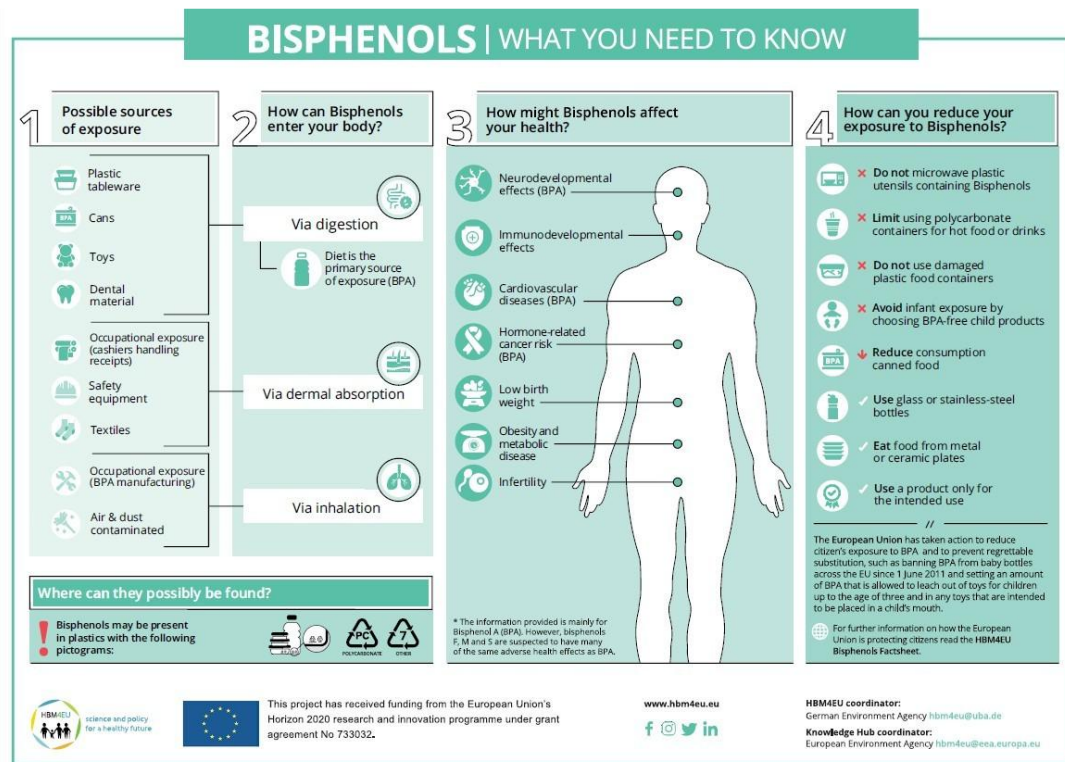 BISPHENOLS | WHAT YOU NEED TO KNOW
1
Possible sources
of exposure
Plastic
tableware
BPA
Cans
Toys
Dental
material
Occupational exposure
(cashiers handling
receipts)
Safety
equipment
Textiles
Occupational exposure
(BPA manufacturing)
Air & dust
contaminated
2
How can Bisphenols
enter your body?
Via digestion
Diet is the
primary source
of exposure (BPA)
Via dermal absorption
Via inhalation
3
How might Bisphenols affect
your health?
Neurodevelopmental
effects (BPA)
Immunodevelopmental
effects
Cardiovascular
diseases (BPA)
Hormone-related
cancer risk
(BPA)
Low birth
weight
Obesity and
metabolic
disease
Infertility
* The information provided is mainly for
Bisphenol A (BPA). However, bisphenols
F, M and S are suspected to have many
of the same adverse health effects as BPA.
4
How can you reduce your
exposure to Bisphenols?
Do not microwave plastic
utensils containing Bisphenols
Limit using polycarbonate
containers for hot food or drinks
Do not use damaged
plastic food containers
Avoid infant exposure by
choosing BPA-free child products
BPA
Reduce consumption
canned food
Use glass or stainless-steel
bottles
Eat food from metal
or ceramic plates
Use a product only for
the intended use
//
The European Union has taken action to reduce
citizen's exposure to BPA and to prevent regrettable
substitution, such as banning BPA from baby bottles
across the EU since 1 June 2011 and setting an amount
of BPA that is allowed to leach out of toys for children
up to the age of three and in any toys that are intended
to be placed in a child's mouth.
For further information on how the European
Union is protecting citizens read the HBM4EU
Bisphenols Factsheet.
Where can they possibly be found?
! Bisphenols may be present
in plastics with the following
pictograms:
PC
POLYCARBONATE
7
OTHER
HBM4EU
science and policy
for a healthy future
This project has received funding from the European Union's
Horizon 2020 research and innovation programme under grant
agreement No 733032.
www.hbm4eu.eu
f in
HBM4EU coordinator:
German Environment Agency hbm4eu@uba.de
Knowledge Hub coordinator:
European Environment Agency hbm4eu@eea.europa.eu